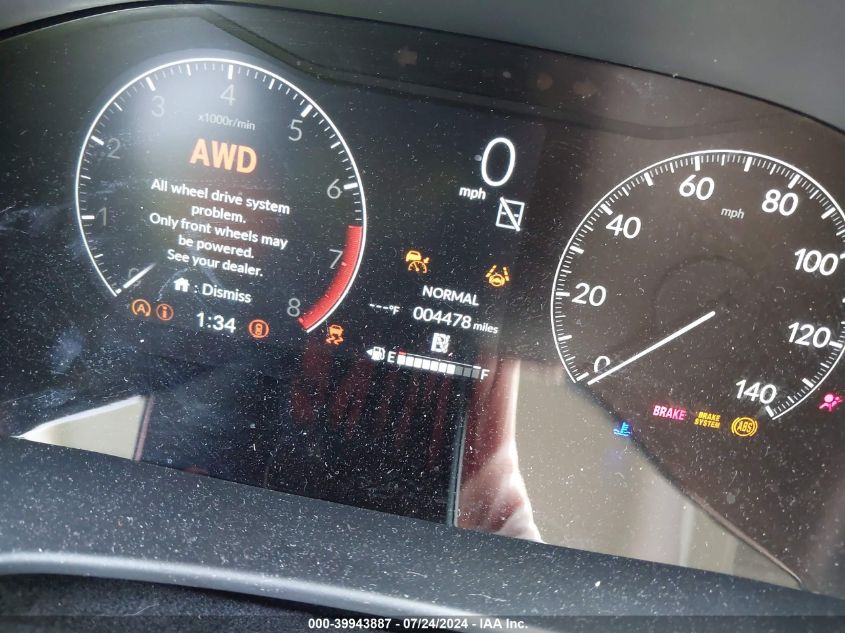 0
1
2
3
4
5
6
7
8
x1000r/min
AWD
All wheel drive system
problem.
Only front wheels may
be powered.
See your dealer.
: Dismiss
A
i
1:34
0
mph
NORMAL
---°F
004478 miles
E
F
0
20
40
60
80
100
120
140
mph
BRAKE
BRAKE
SYSTEM
ABS
000-39943887 - 07/24/2024 - IAA Inc.